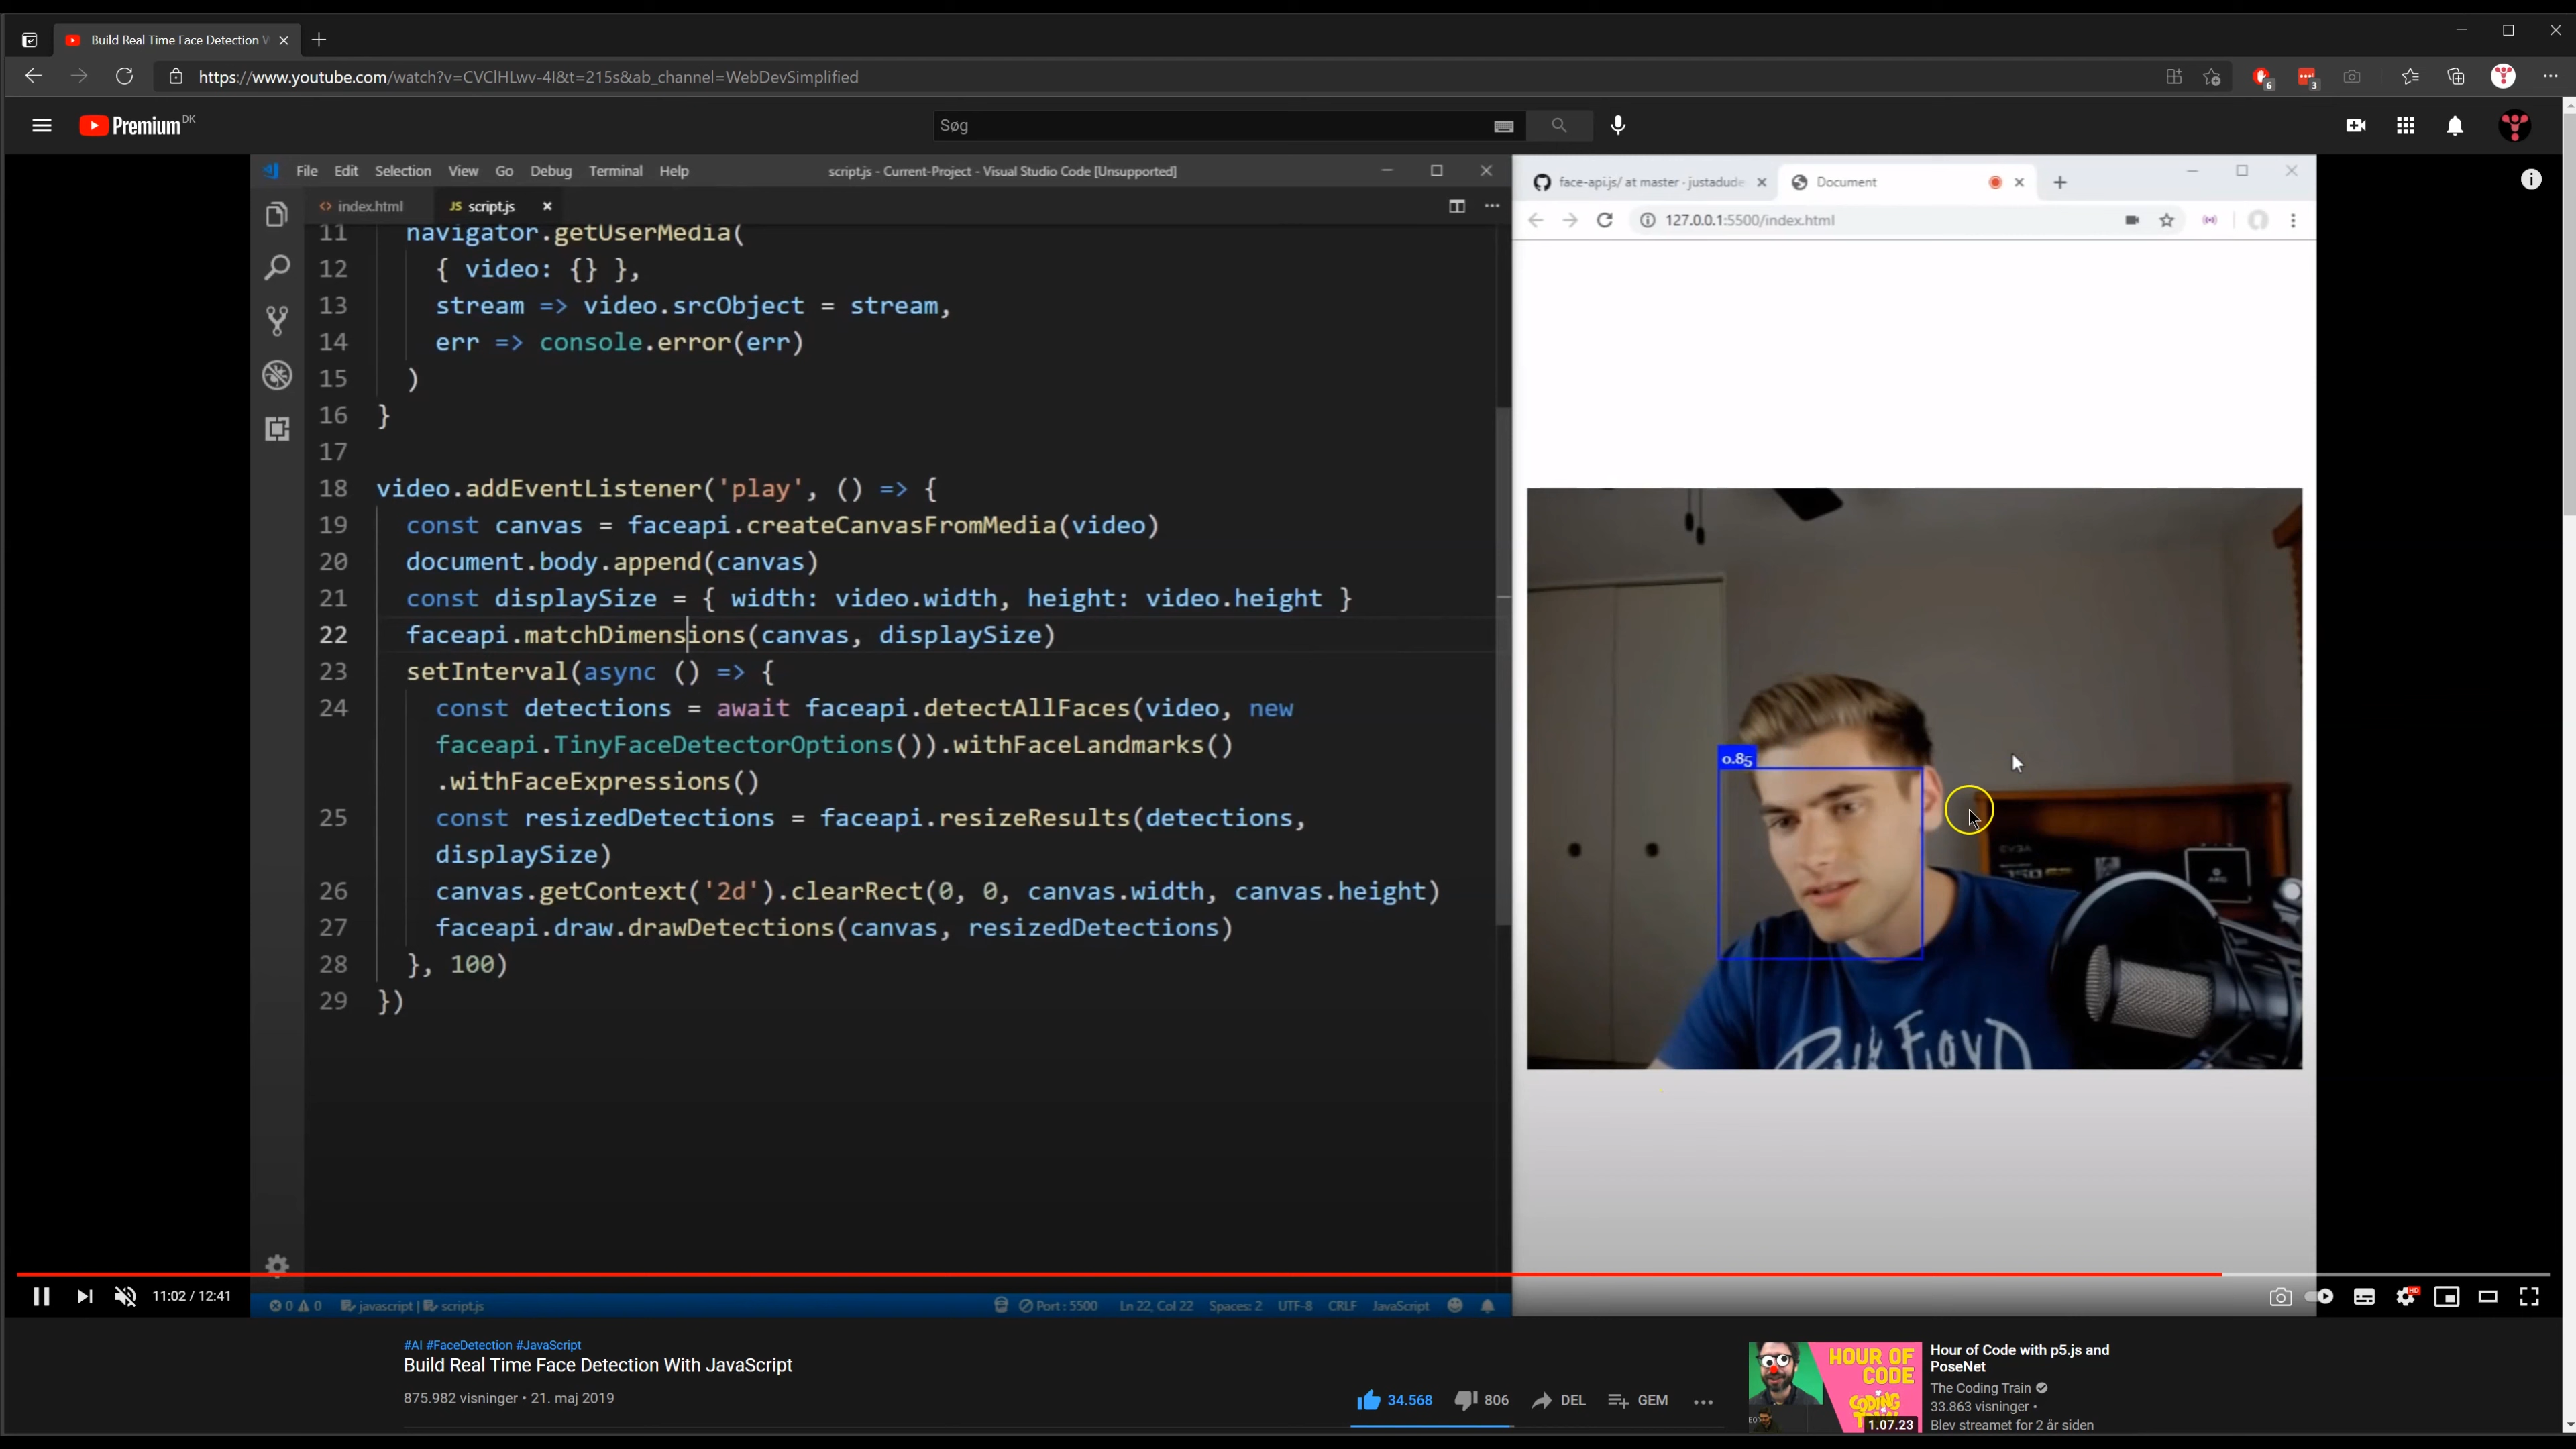 Build Real Time Face Detection W
https://www.youtube.com/watch?v=CVClHLwv-4I&t=215s&ab_channel=WebDevSimplified
6
3
Premium DK
Søg
File Edit Selection View Go Debug Terminal Help
script.js - Current-Project - Visual Studio Code [Unsupported]
<> index.html
JS script.js
11 navigator.getUserMedia(
12 { video: {} },
13 stream => video.srcObject = stream,
14 err => console.error(err)
15 )
16 }
17
18 video.addEventListener('play', () => {
19 const canvas = faceapi.createCanvasFromMedia(video)
20 document.body.append(canvas)
21 const displaySize = { width: video.width, height: video.height }
22 faceapi.matchDimensions(canvas, displaySize)
23 setInterval(async () => {
24 const detections = await faceapi.detectAllFaces(video, new
faceapi.TinyFaceDetectorOptions()).withFaceLandmarks()
.withFaceExpressions()
25 const resizedDetections = faceapi.resizeResults(detections,
displaySize)
26 canvas.getContext('2d').clearRect(0, 0, canvas.width, canvas.height)
27 faceapi.draw.drawDetections(canvas, resizedDetections)
28 }, 100)
29 })
0 0 javascript | script.js
Port : 5500 Ln 22, Col 22 Spaces: 2 UTF-8 CRLF JavaScript
face-api.js/ at master · justadude
Document
127.0.0.1:5500/index.html
0.85
FLOYD
11:02 / 12:41
HD
#AI #FaceDetection #JavaScript
Build Real Time Face Detection With JavaScript
875.982 visninger • 21. maj 2019
34.568 806 DEL GEM
HOUR OF
CODE
CODING
1.07.23
Hour of Code with p5.js and
PoseNet
The Coding Train
33.863 visninger •
Blev streamet for 2 år siden